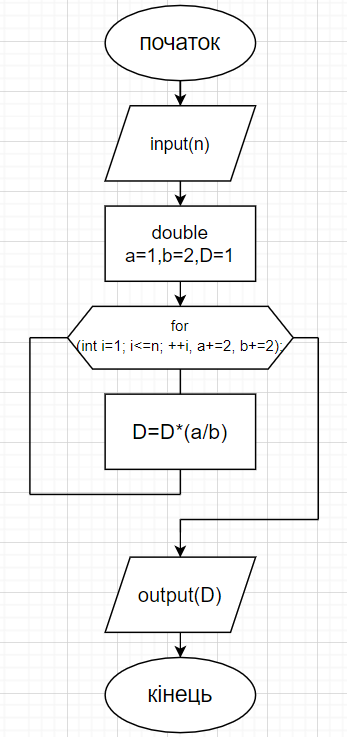 початок
input(n)
double
a=1,b=2,D=1
for
(int i=1; i<=n; ++i, a+=2, b+=2);
D=D*(a/b)
output(D)
кінець